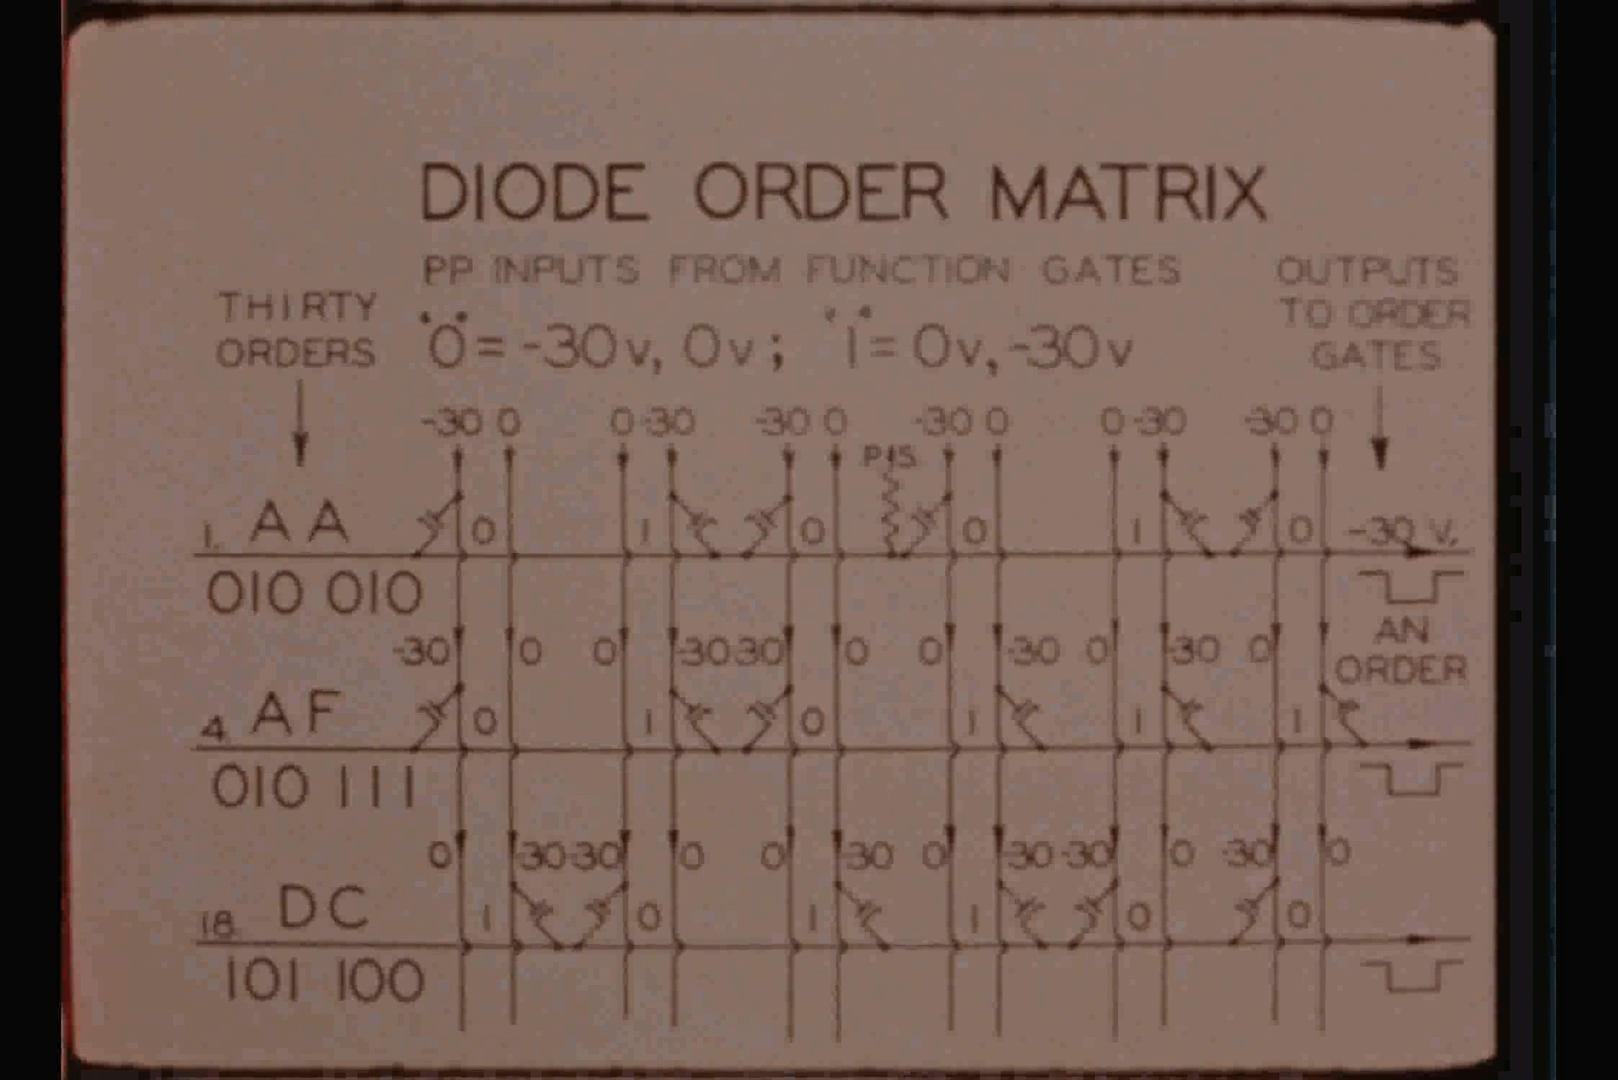 DIODE ORDER MATRIX
PP INPUTS FROM FUNCTION GATES
OUTPUTS
TO ORDER
GATES
THIRTY
ORDERS
"0" = -30v, 0v; "1" = 0v, -30v
-30 0 0 -30 -30 0 -30 0 0 -30 -30 0
1. AA 0 1 0 0 1 0 -30 V.
010 010
AN
ORDER
-30 0 0 -30 -30 0 0 -30 0 -30 0
4. AF 0 1 0 1 1 1
010 111
0 -30 -30 0 0 -30 0 -30 -30 0 -30 0
18. DC 1 0 1 1 0 0
101 100